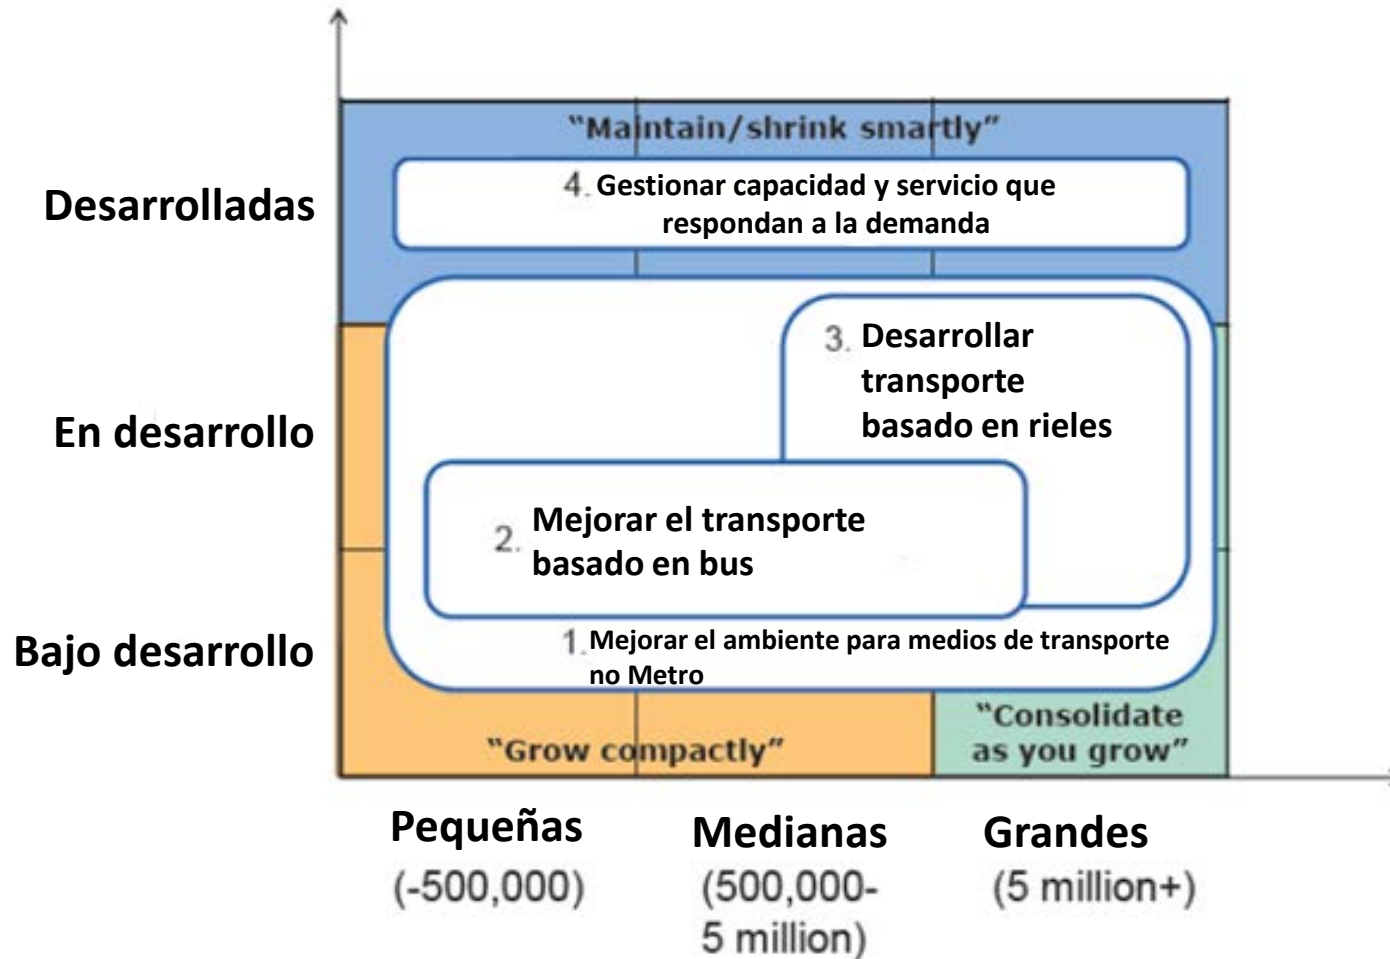 “Maintain/shrink smartly”
Desarrolladas
4. Gestionar capacidad y servicio que
respondan a la demanda
En desarrollo
3. Desarrollar
transporte
basado en rieles
2. Mejorar el transporte
basado en bus
Bajo desarrollo
1. Mejorar el ambiente para medios de transporte
no Metro
“Grow compactly”
“Consolidate
as you grow”
Pequeñas
(-500,000)
Medianas
(500,000-
5 million)
Grandes
(5 million+)